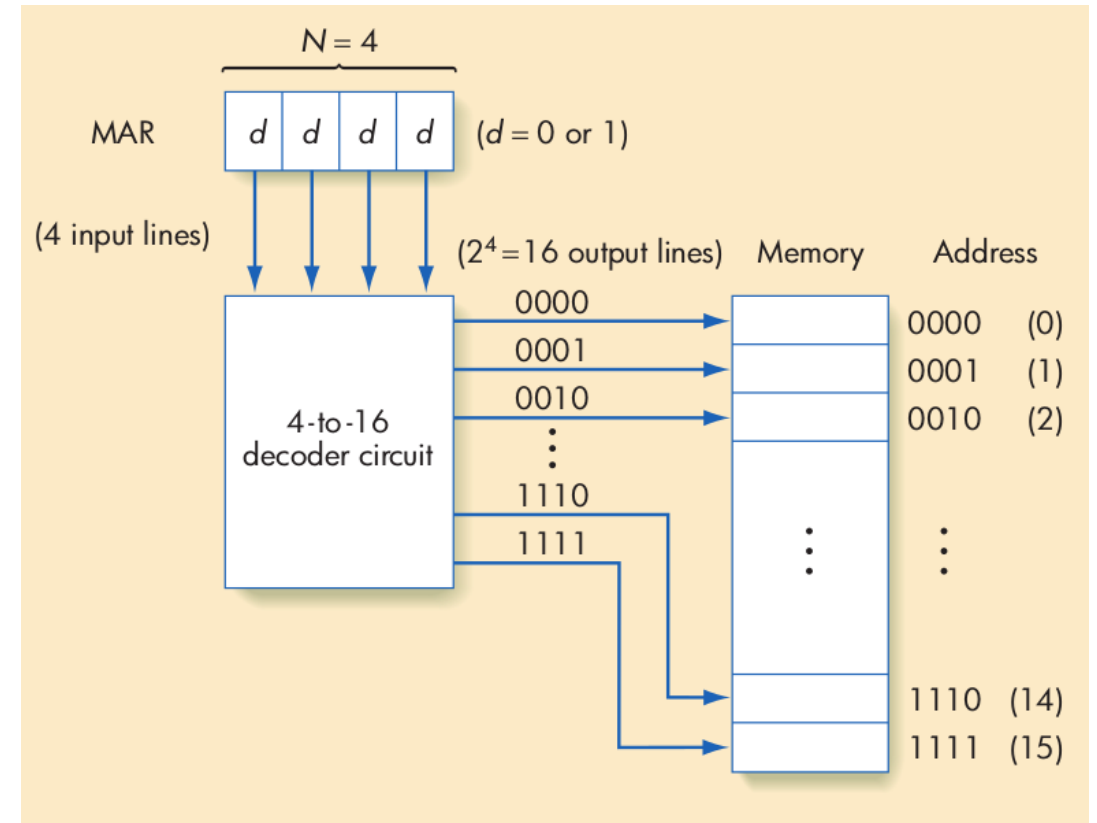 N = 4
MAR d d d d (d = 0 or 1)
(4 input lines)
(2⁴ = 16 output lines) Memory Address
0000 0000 (0)
0001 0001 (1)
0010 0010 (2)
4-to-16
decoder circuit
1110
1111
1110 (14)
1111 (15)